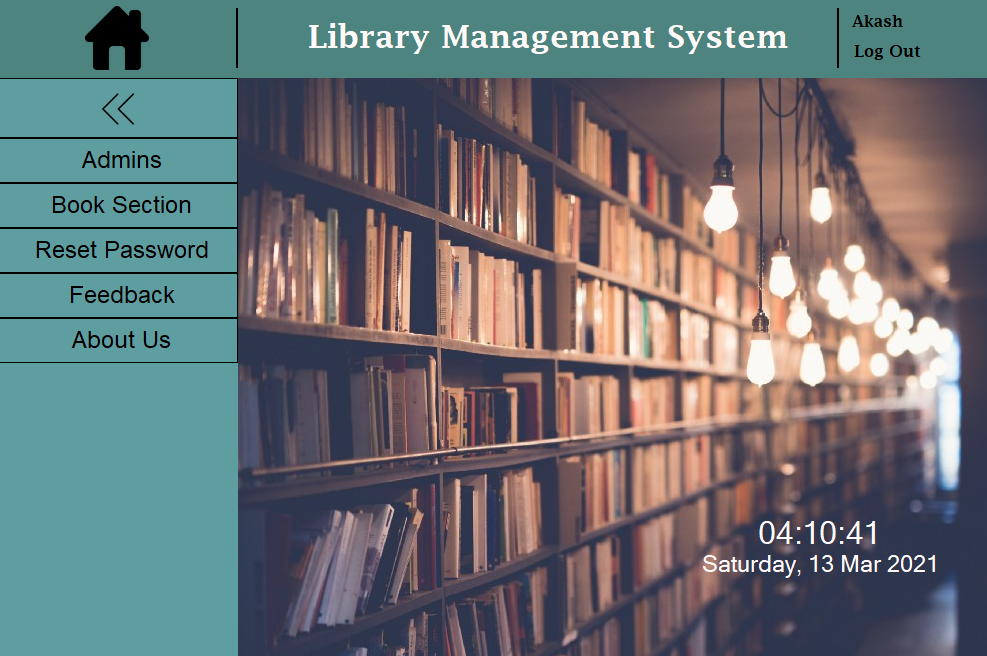 Library Management System
Akash
Log Out
Admins
Book Section
Reset Password
Feedback
About Us
04:10:41
Saturday, 13 Mar 2021